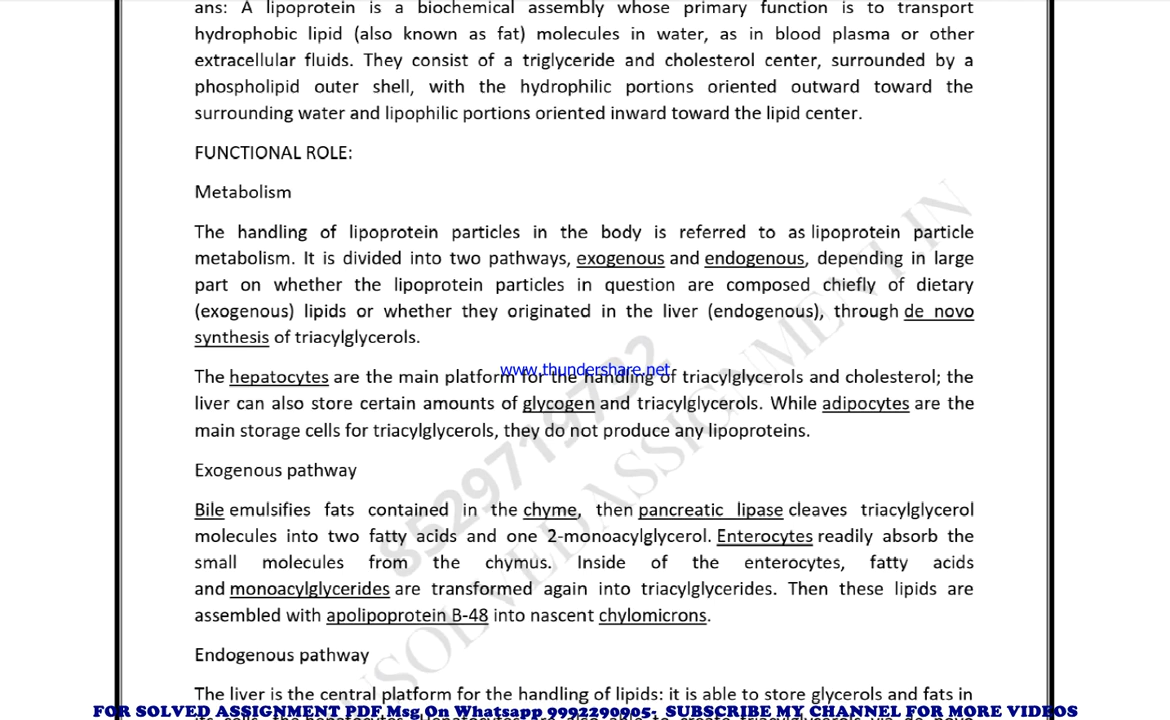 ans: A lipoprotein is a biochemical assembly whose primary function is to transport
hydrophobic lipid (also known as fat) molecules in water, as in blood plasma or other
extracellular fluids. They consist of a triglyceride and cholesterol center, surrounded by a
phospholipid outer shell, with the hydrophilic portions oriented outward toward the
surrounding water and lipophilic portions oriented inward toward the lipid center.
FUNCTIONAL ROLE:
Metabolism
The handling of lipoprotein particles in the body is referred to as lipoprotein particle
metabolism. It is divided into two pathways, exogenous and endogenous, depending in large
part on whether the lipoprotein particles in question are composed chiefly of dietary
(exogenous) lipids or whether they originated in the liver (endogenous), through de novo
synthesis of triacylglycerols.
www.thundershare.net
The hepatocytes are the main platform for the handling of triacylglycerols and cholesterol; the
liver can also store certain amounts of glycogen and triacylglycerols. While adipocytes are the
main storage cells for triacylglycerols, they do not produce any lipoproteins.
Exogenous pathway
Bile emulsifies fats contained in the chyme, then pancreatic lipase cleaves triacylglycerol
molecules into two fatty acids and one 2-monoacylglycerol. Enterocytes readily absorb the
small molecules from the chymus. Inside of the enterocytes, fatty acids
and monoacylglycerides are transformed again into triacylglycerides. Then these lipids are
assembled with apolipoprotein B-48 into nascent chylomicrons.
Endogenous pathway
The liver is the central platform for the handling of lipids: it is able to store glycerols and fats in
FOR SOLVED ASSIGNMENT PDF Msg On Whatsapp 9992290905- SUBSCRIBE MY CHANNEL FOR MORE VIDEOS
8529719732
SOLVED ASSIGNMENT IN